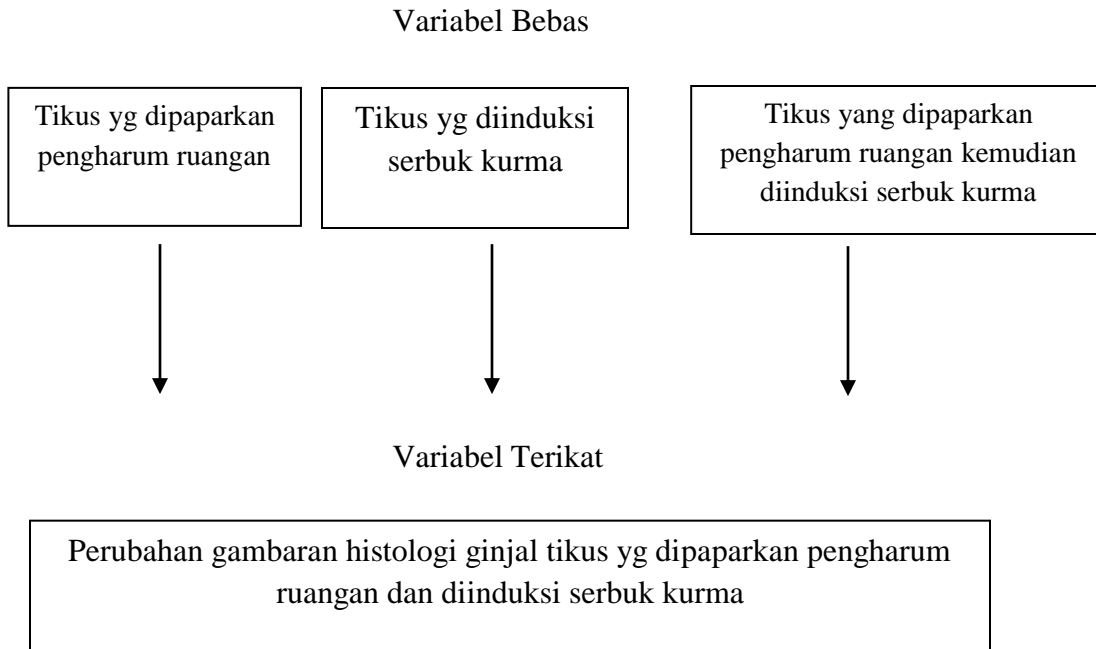 Variabel Bebas
Tikus yg dipaparkan
pengharum ruangan
Tikus yg diinduksi
serbuk kurma
Tikus yang dipaparkan
pengharum ruangan kemudian
diinduksi serbuk kurma
Variabel Terikat
Perubahan gambaran histologi ginjal tikus yg dipaparkan pengharum
ruangan dan diinduksi serbuk kurma